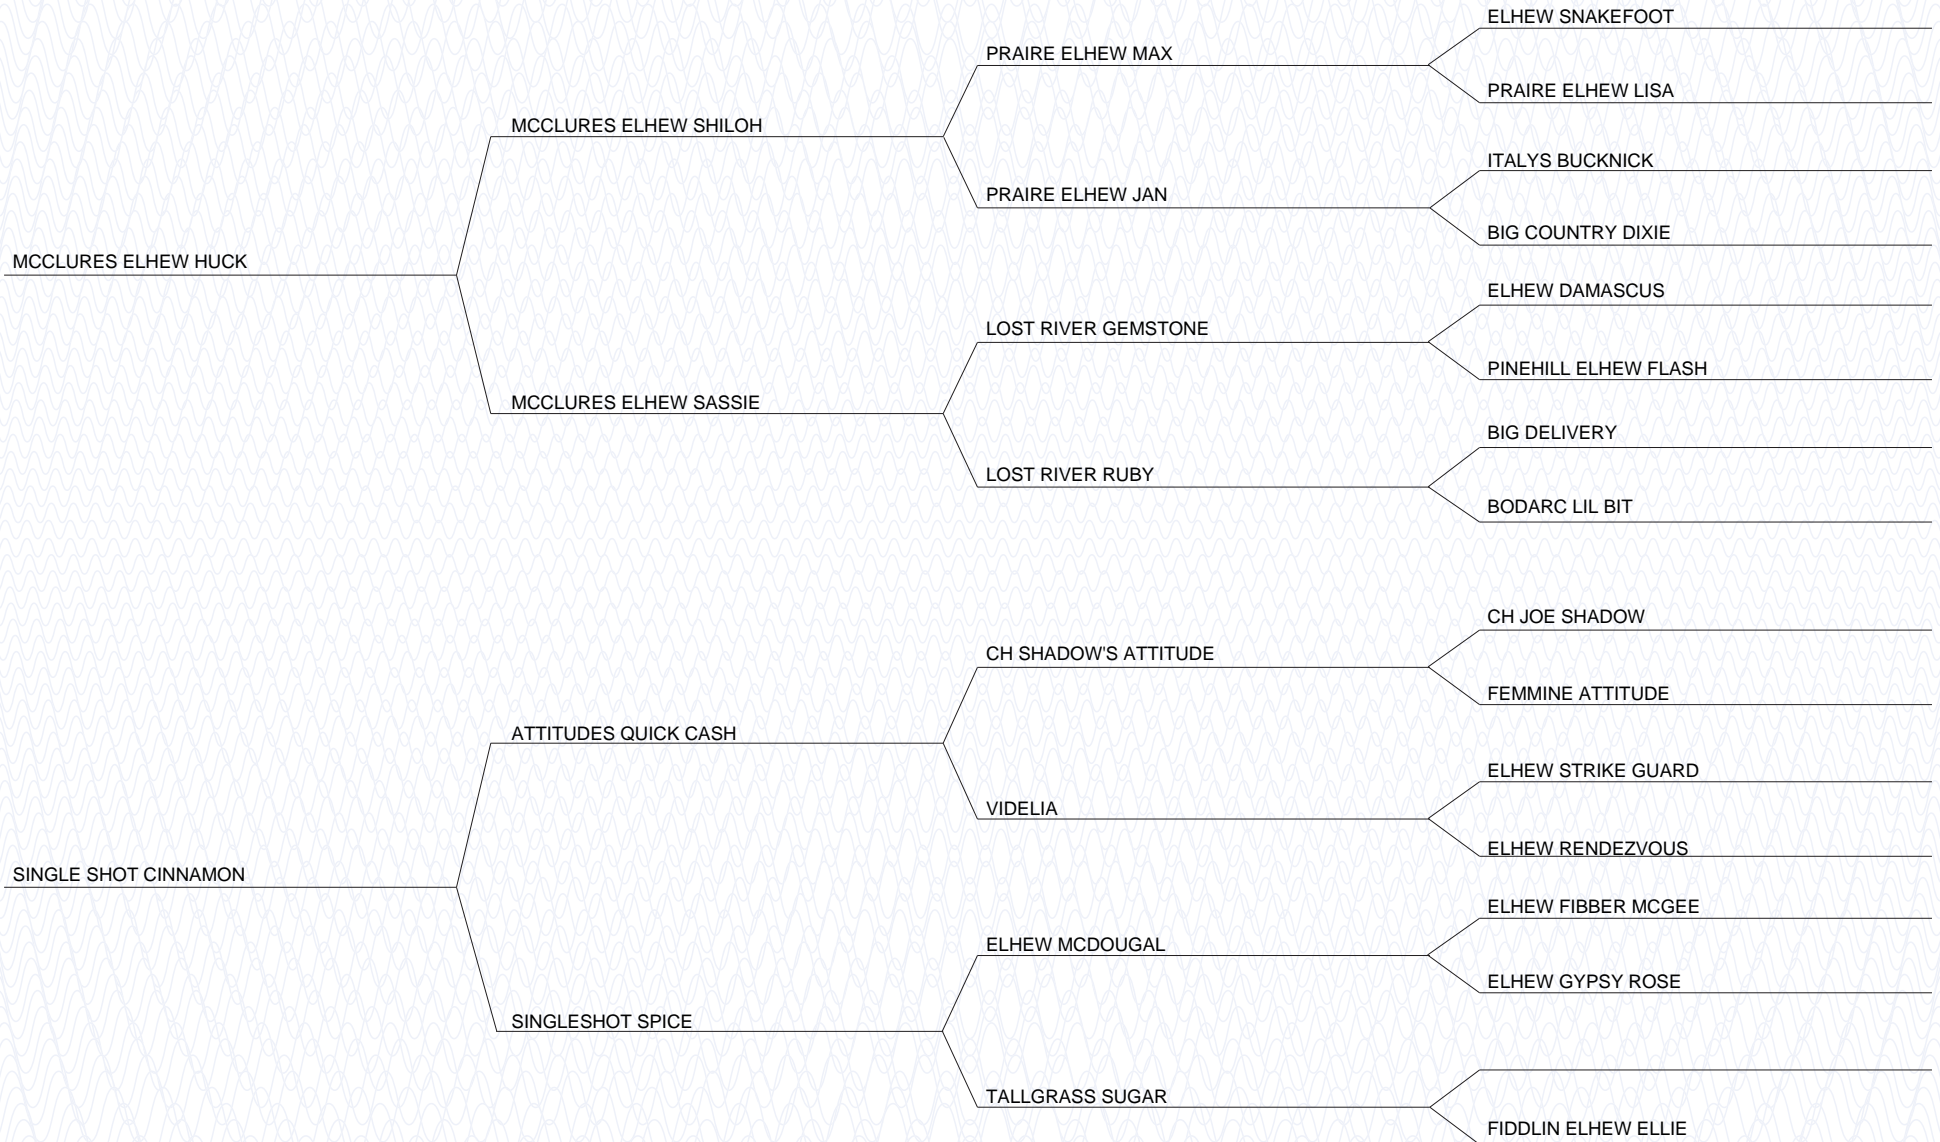 ELHEW SNAKEFOOT
PRAIRE ELHEW MAX
PRAIRE ELHEW LISA
MCCLURES ELHEW SHILOH
ITALYS BUCKNICK
PRAIRE ELHEW JAN
BIG COUNTRY DIXIE
MCCLURES ELHEW HUCK
ELHEW DAMASCUS
LOST RIVER GEMSTONE
PINEHILL ELHEW FLASH
MCCLURES ELHEW SASSIE
BIG DELIVERY
LOST RIVER RUBY
BODARC LIL BIT
CH JOE SHADOW
CH SHADOW'S ATTITUDE
FEMMINE ATTITUDE
ATTITUDES QUICK CASH
ELHEW STRIKE GUARD
VIDELIA
ELHEW RENDEZVOUS
SINGLE SHOT CINNAMON
ELHEW FIBBER MCGEE
ELHEW MCDOUGAL
ELHEW GYPSY ROSE
SINGLESHOT SPICE
TALLGRASS SUGAR
FIDDLIN ELHEW ELLIE